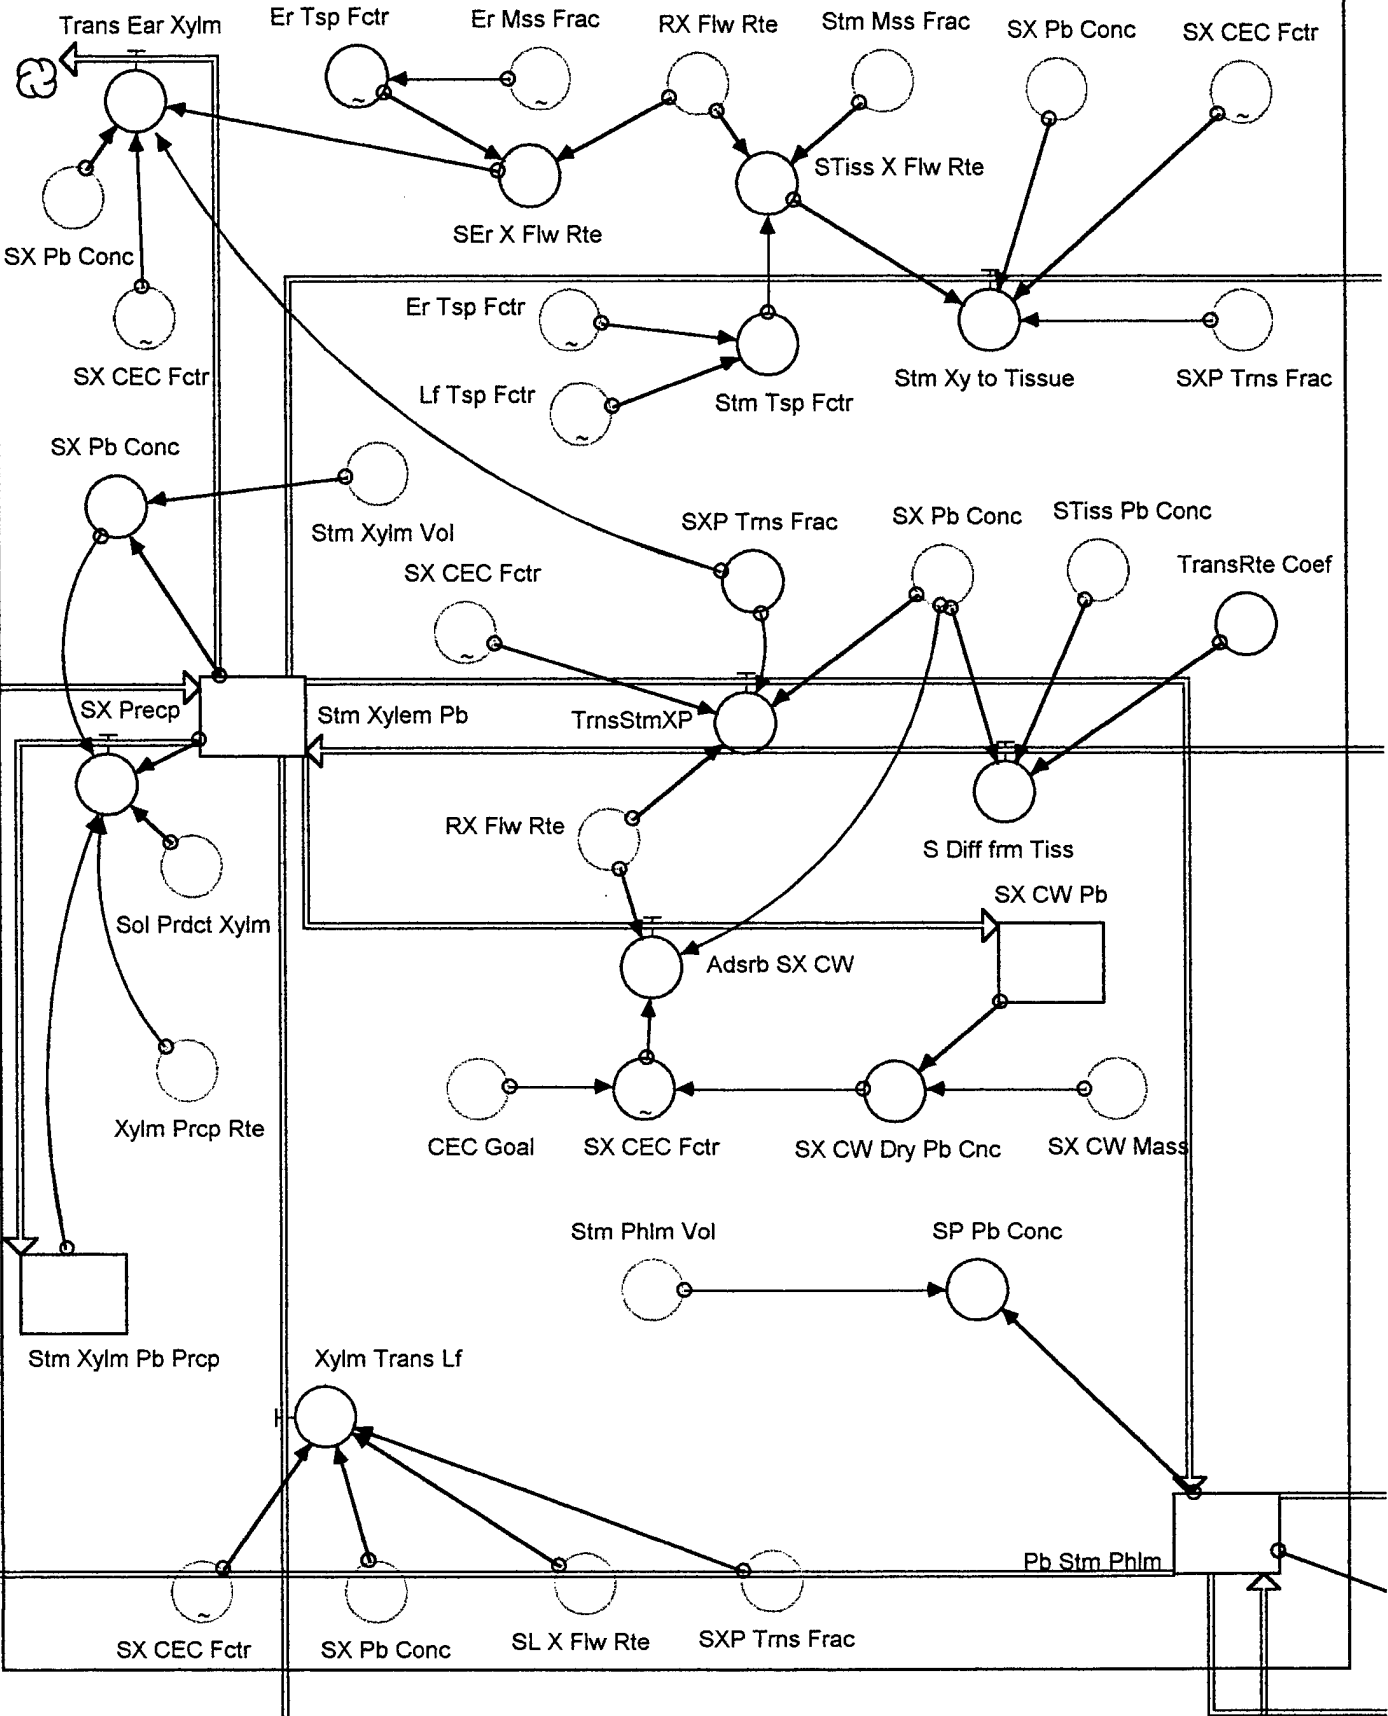 Er Tsp Fctr
Er Mss Frac
RX Flw Rte
Stm Mss Frac
SX Pb Conc
SX CEC Fctr
Trans Ear Xylm
~
~
~
STiss X Flw Rte
SEr X Flw Rte
SX Pb Conc
Er Tsp Fctr
~
~
SX CEC Fctr
Lf Tsp Fctr
Stm Tsp Fctr
Stm Xy to Tissue
SXP Trns Frac
~
SX Pb Conc
Stm Xylm Vol
SXP Trns Frac
SX Pb Conc
STiss Pb Conc
SX CEC Fctr
TransRte Coef
~
SX Precp
Stm Xylem Pb
TrnsStmXP
RX Flw Rte
S Diff frm Tiss
SX CW Pb
Sol Prdct Xylm
Adsrb SX CW
~
Xylm Prcp Rte
CEC Goal
SX CEC Fctr
SX CW Dry Pb Cnc
SX CW Mass
Stm Phlm Vol
SP Pb Conc
Stm Xylm Pb Prcp
Xylm Trans Lf
Pb Stm Phlm
~
SX CEC Fctr
SX Pb Conc
SL X Flw Rte
SXP Trns Frac